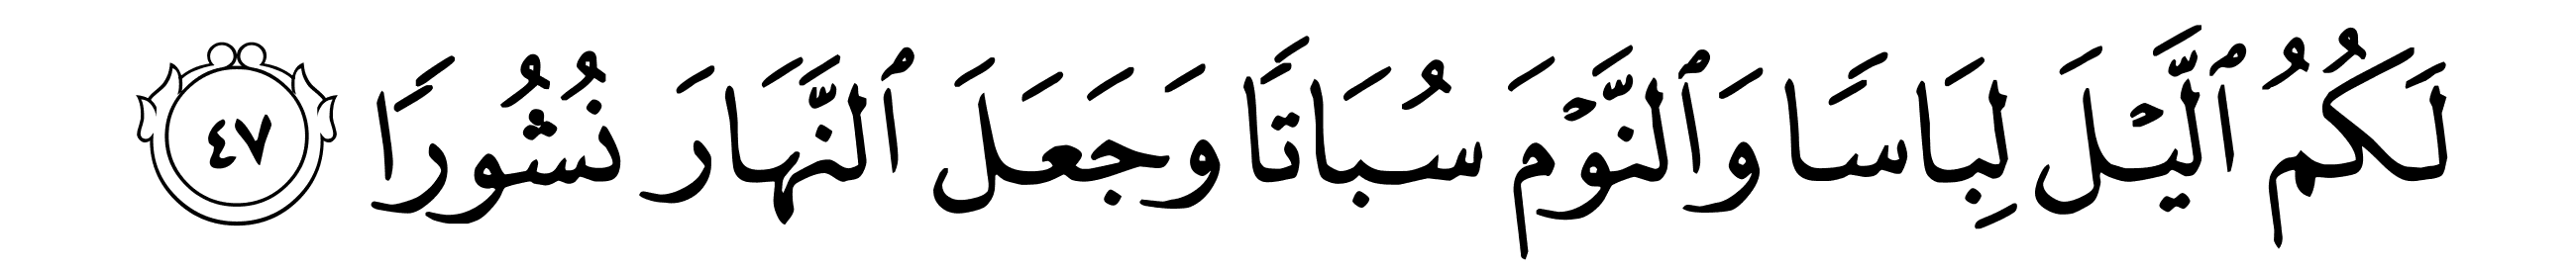 لَكُمُ ٱلَّيْلَ لِبَاسًا وَٱلنَّوْمَ سُبَاتًا وَجَعَلَ ٱلنَّهَارَ نُشُورًا ٤٧